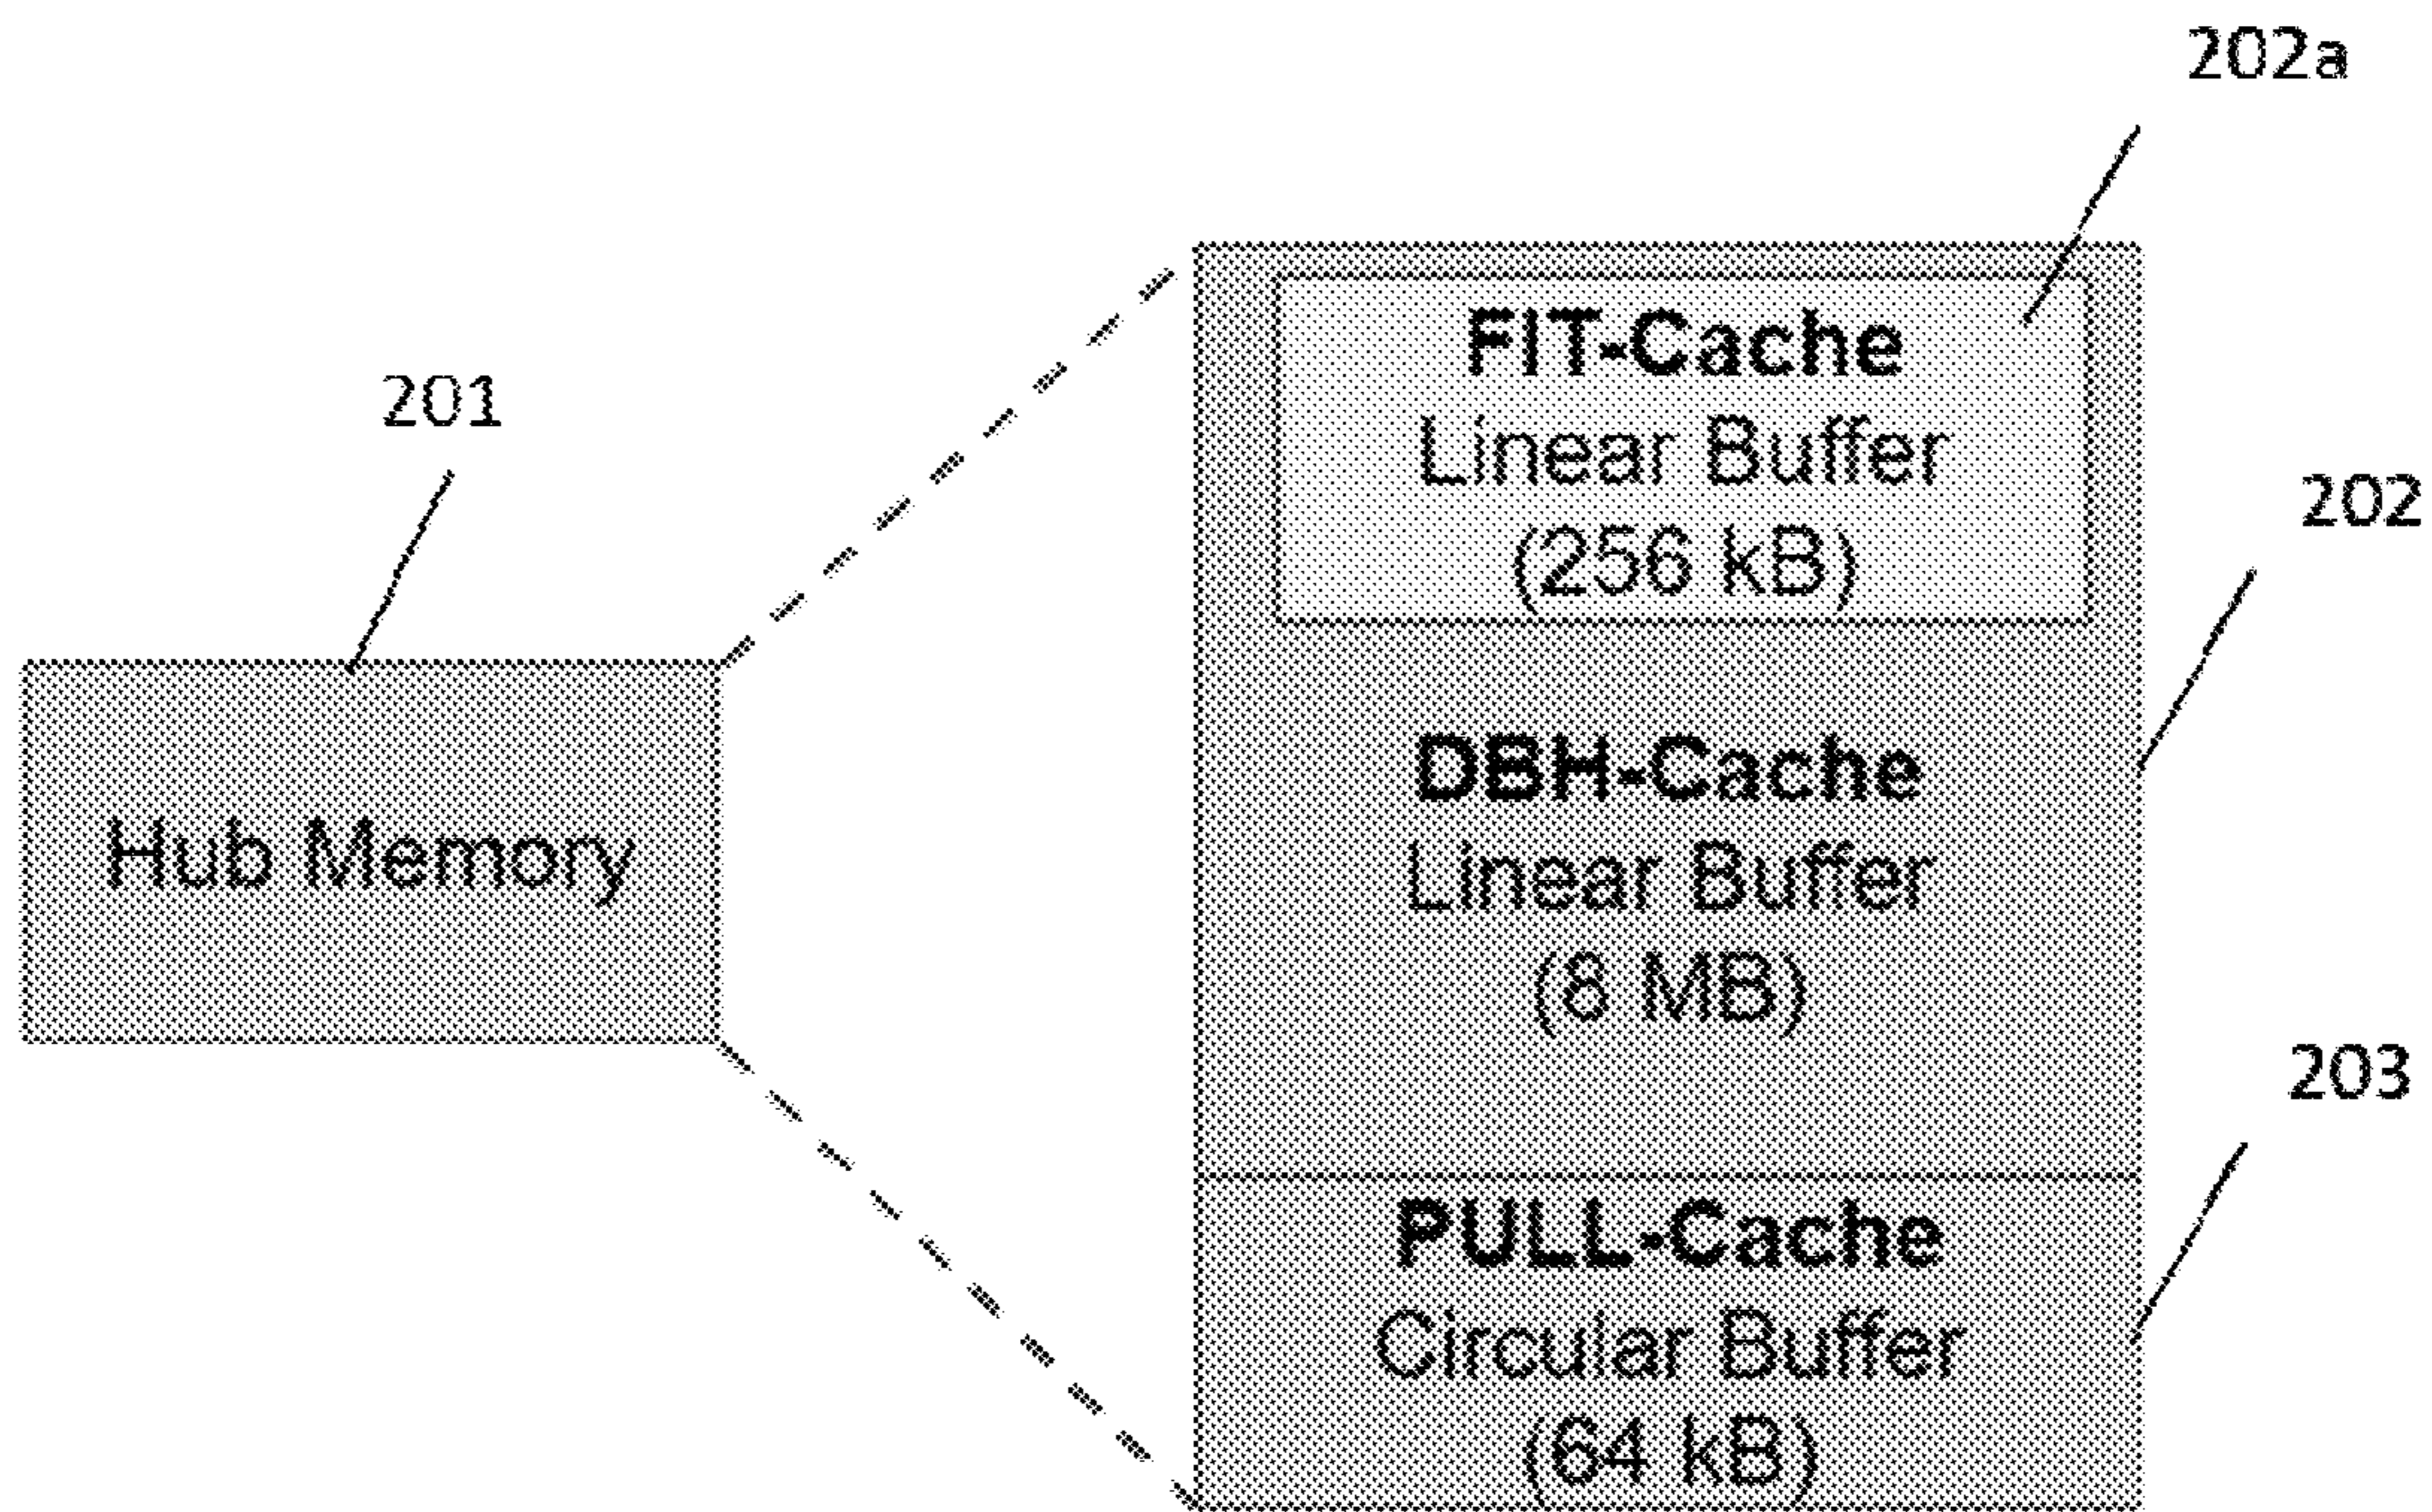 202a
FIT-Cache
Linear Buffer
(256 kB)
201
202
DBH-Cache
Linear Buffer
(8 MB)
Hub Memory
203
PULL-Cache
Circular Buffer
(64 kB)